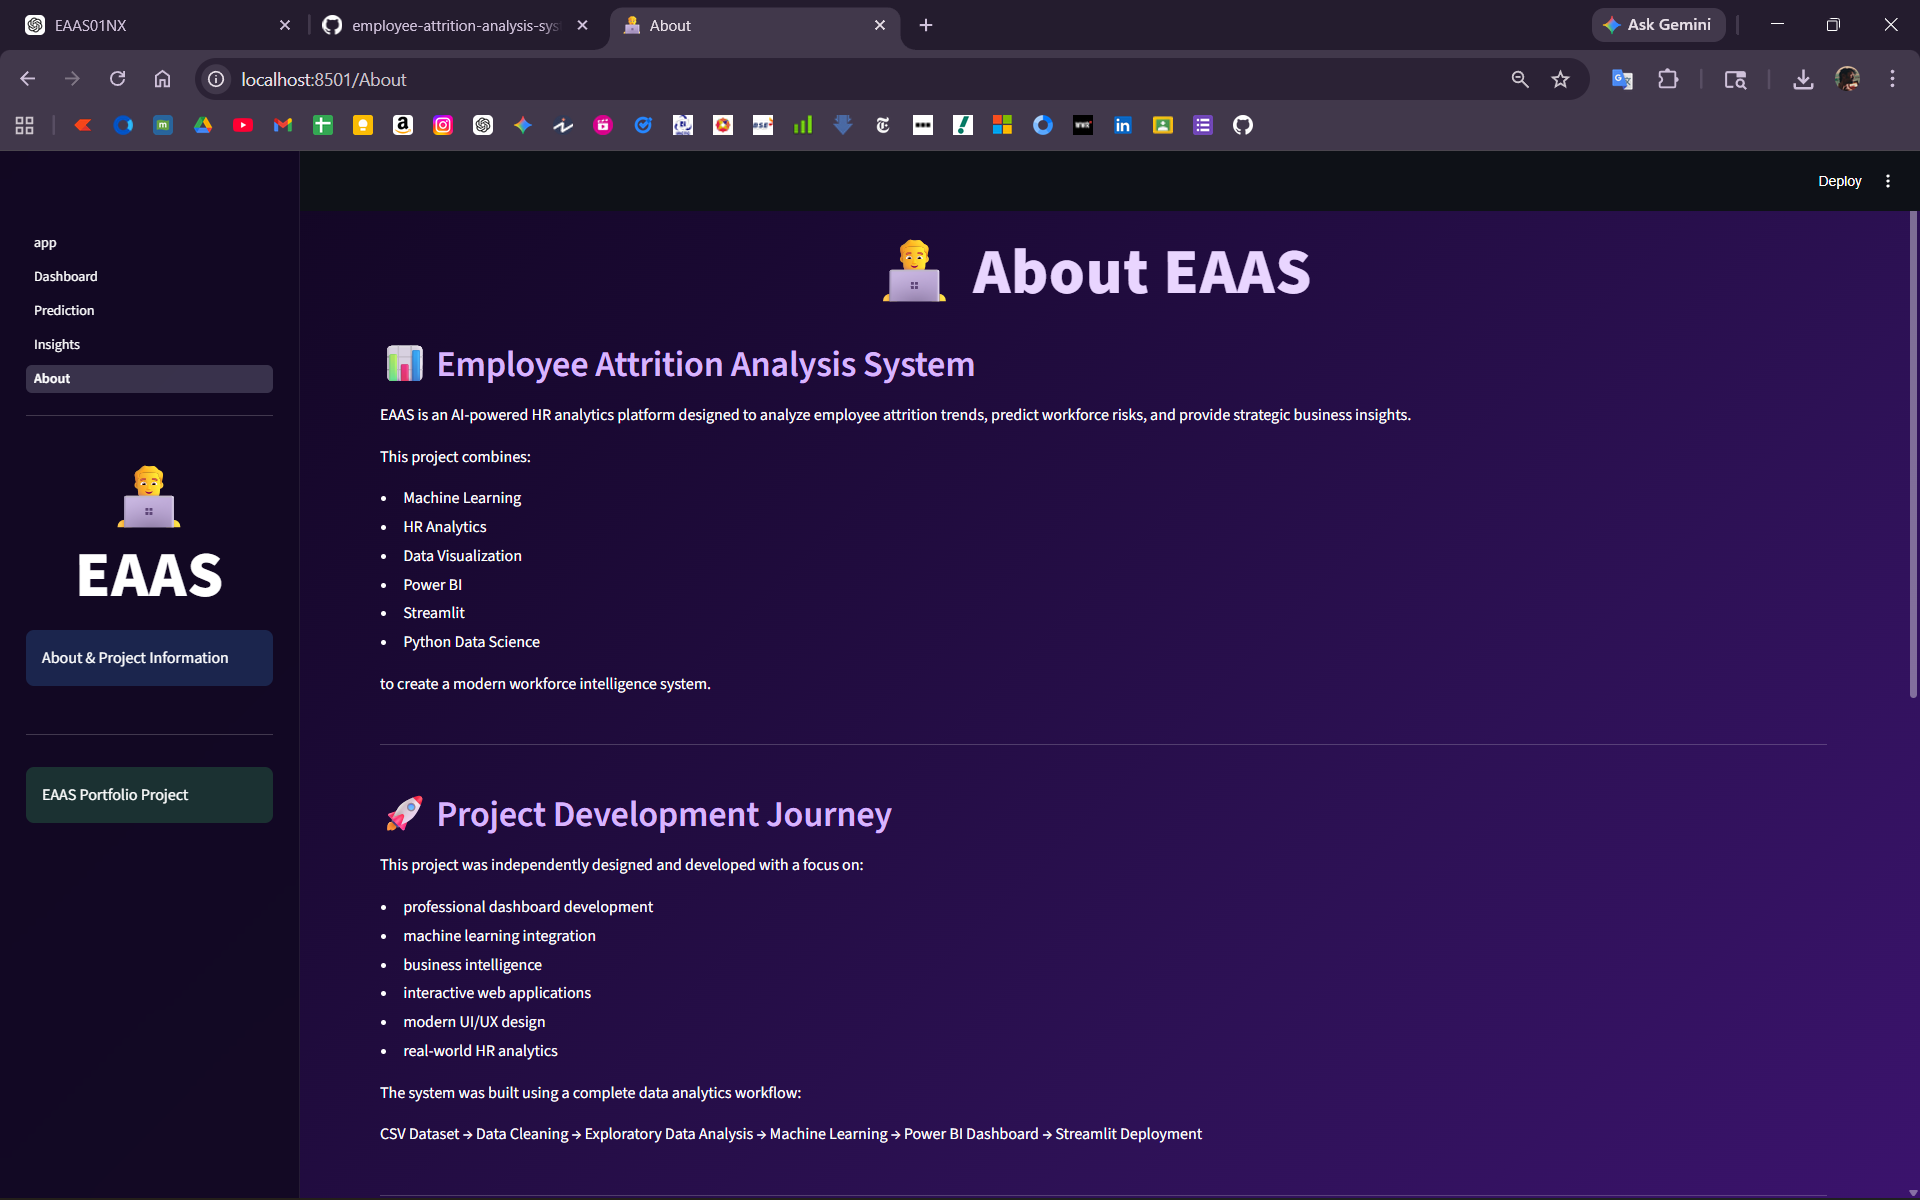 EAAS01NX
employee-attrition-analysis-sys
About
Ask Gemini
localhost:8501/About
Deploy
app
Dashboard
Prediction
Insights
About
EAAS
About & Project Information
EAAS Portfolio Project
About EAAS
Employee Attrition Analysis System
EAAS is an AI-powered HR analytics platform designed to analyze employee attrition trends, predict workforce risks, and provide strategic business insights.
This project combines:
• Machine Learning
• HR Analytics
• Data Visualization
• Power BI
• Streamlit
• Python Data Science
to create a modern workforce intelligence system.
Project Development Journey
This project was independently designed and developed with a focus on:
• professional dashboard development
• machine learning integration
• business intelligence
• interactive web applications
• modern UI/UX design
• real-world HR analytics
The system was built using a complete data analytics workflow:
CSV Dataset → Data Cleaning → Exploratory Data Analysis → Machine Learning → Power BI Dashboard → Streamlit Deployment